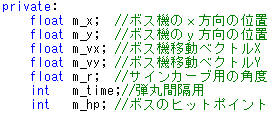 private:
float m_x; //ボス機のx方向の位置
float m_y; //ボス機のy方向の位置
float m_vx; //ボス機移動ベクトルX
float m_vy; //ボス機移動ベクトルY
float m_r; //サインカーブ用の角度
int m_time;//弾丸間隔用
int m_hp; //ボスのヒットポイント